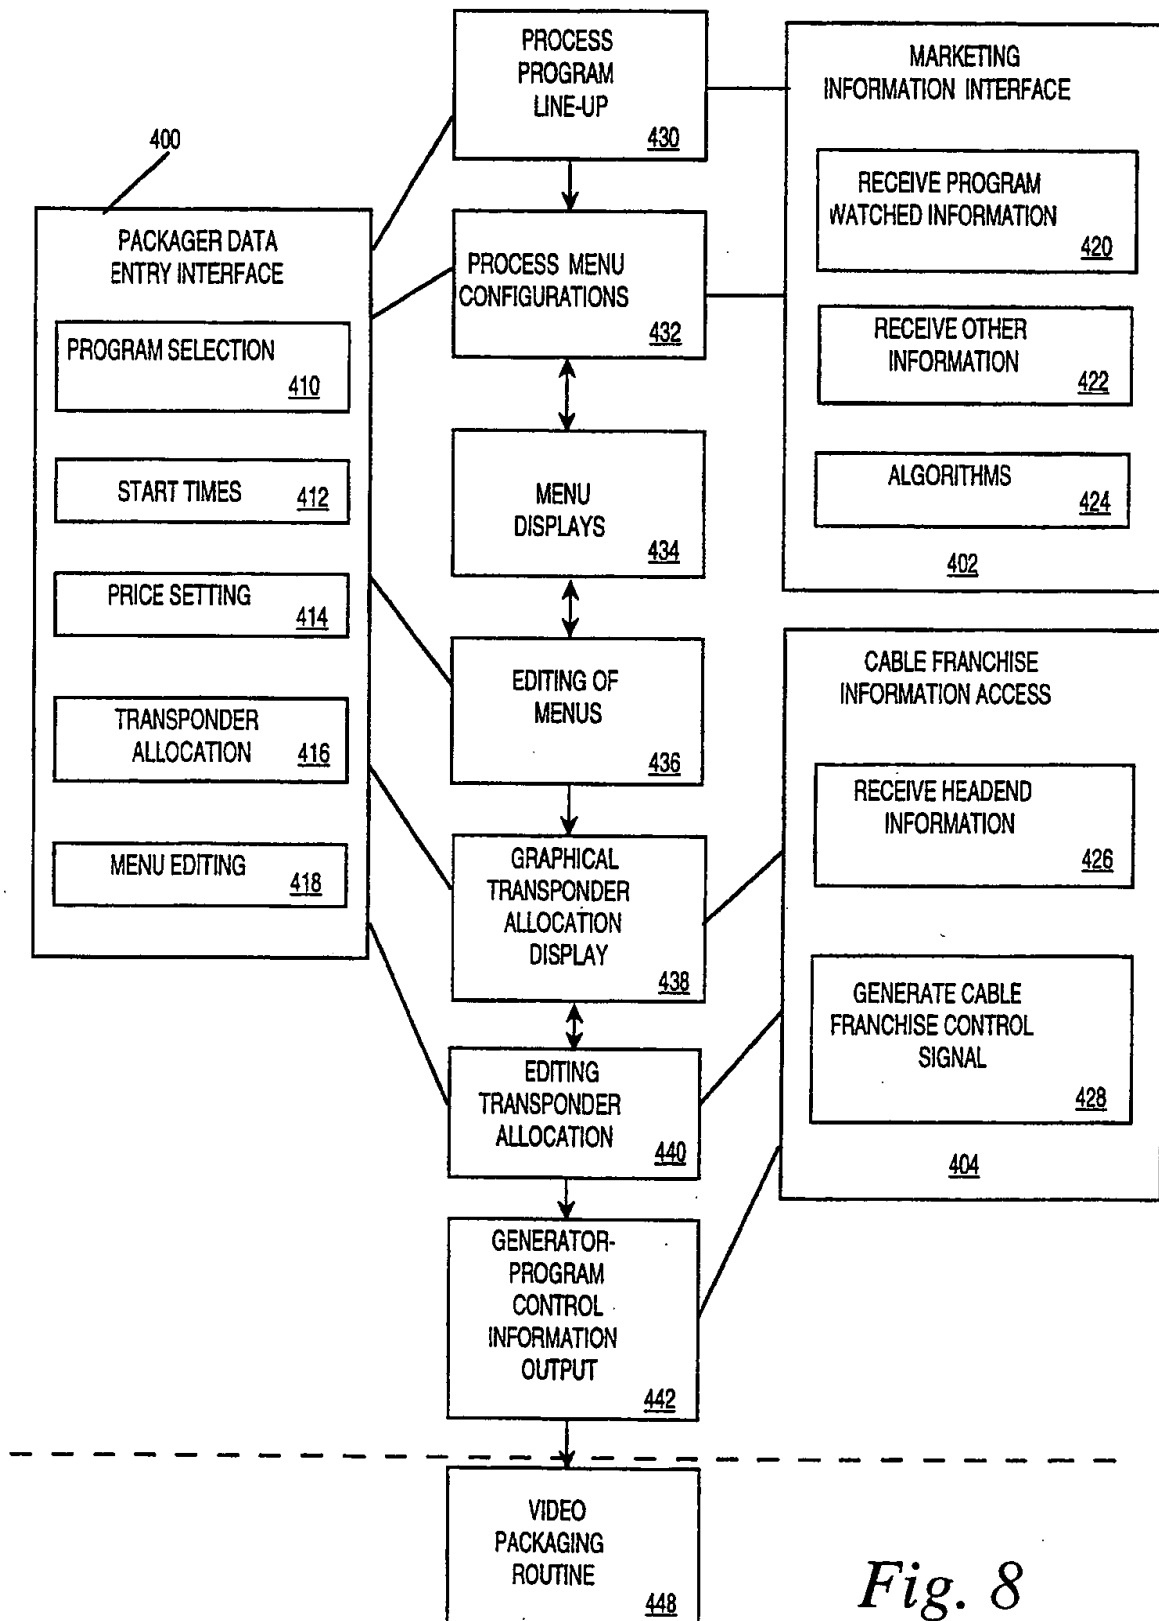 PROCESS
PROGRAM
LINE-UP
430
MARKETING
INFORMATION INTERFACE
RECEIVE PROGRAM
WATCHED INFORMATION
420
RECEIVE OTHER
INFORMATION
422
ALGORITHMS
424
402
400
PACKAGER DATA
ENTRY INTERFACE
PROGRAM SELECTION
410
START TIMES
412
PRICE SETTING
414
TRANSPONDER
ALLOCATION
416
MENU EDITING
418
PROCESS MENU
CONFIGURATIONS
432
MENU
DISPLAYS
434
EDITING OF
MENUS
436
GRAPHICAL
TRANSPONDER
ALLOCATION
DISPLAY
438
EDITING
TRANSPONDER
ALLOCATION
440
GENERATOR-
PROGRAM
CONTROL
INFORMATION
OUTPUT
442
CABLE FRANCHISE
INFORMATION ACCESS
RECEIVE HEADEND
INFORMATION
426
GENERATE CABLE
FRANCHISE CONTROL
SIGNAL
428
404
VIDEO
PACKAGING
ROUTINE
448
Fig. 8